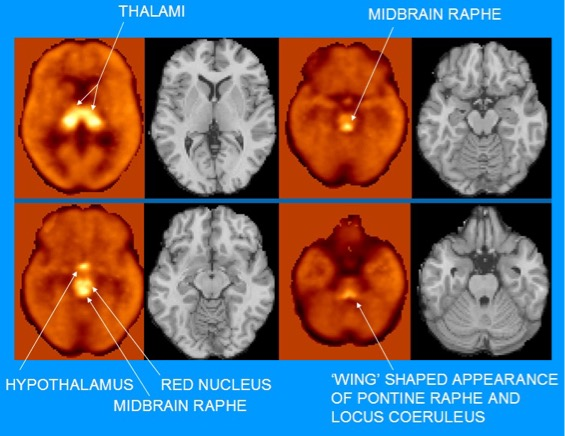 THALAMI
MIDBRAIN RAPHE
HYPOTHALAMUS
RED NUCLEUS
MIDBRAIN RAPHE
‘WING’ SHAPED APPEARANCE
OF PONTINE RAPHE AND
LOCUS COERULEUS